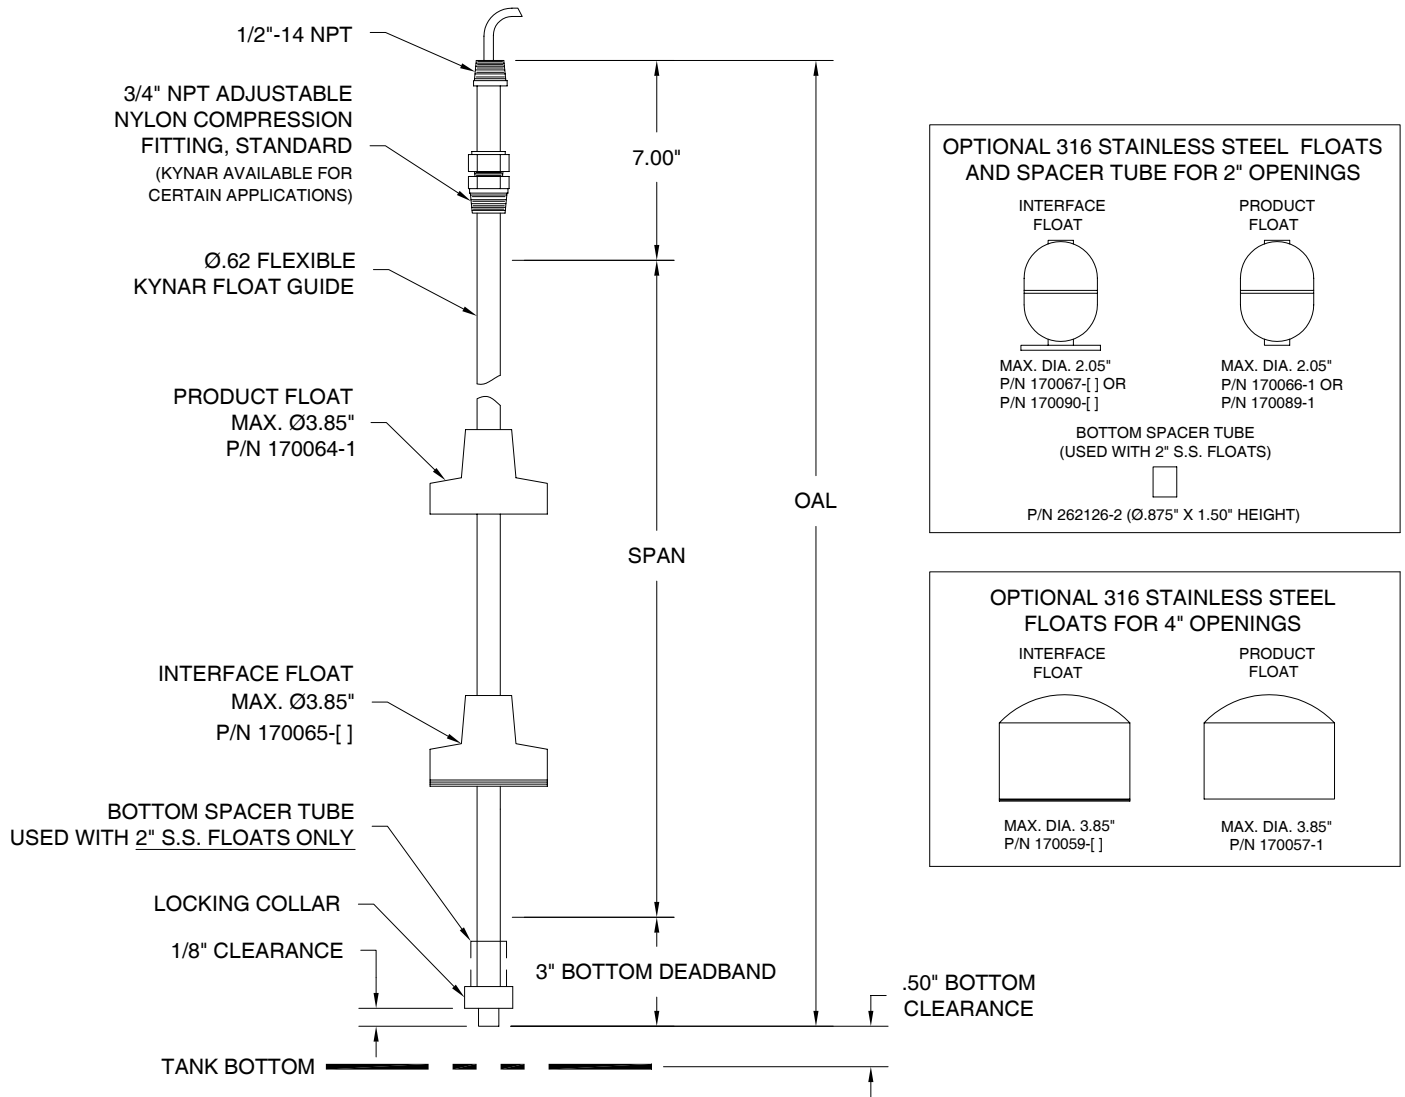 1/2"-14 NPT
3/4" NPT ADJUSTABLE
NYLON COMPRESSION
FITTING, STANDARD
(KYNAR AVAILABLE FOR
CERTAIN APPLICATIONS)
Ø.62 FLEXIBLE
KYNAR FLOAT GUIDE
PRODUCT FLOAT
MAX. Ø3.85"
P/N 170064-1
INTERFACE FLOAT
MAX. Ø3.85"
P/N 170065-[ ]
BOTTOM SPACER TUBE
USED WITH 2" S.S. FLOATS ONLY
LOCKING COLLAR
1/8" CLEARANCE
TANK BOTTOM
7.00"
SPAN
3" BOTTOM DEADBAND
OAL
.50" BOTTOM
CLEARANCE
OPTIONAL 316 STAINLESS STEEL FLOATS
AND SPACER TUBE FOR 2" OPENINGS
INTERFACE
FLOAT
MAX. DIA. 2.05"
P/N 170067-[ ] OR
P/N 170090-[ ]
PRODUCT
FLOAT
MAX. DIA. 2.05"
P/N 170066-1 OR
P/N 170089-1
BOTTOM SPACER TUBE
(USED WITH 2" S.S. FLOATS)
P/N 262126-2 (Ø.875" X 1.50" HEIGHT)
OPTIONAL 316 STAINLESS STEEL
FLOATS FOR 4" OPENINGS
INTERFACE
FLOAT
MAX. DIA. 3.85"
P/N 170059-[ ]
PRODUCT
FLOAT
MAX. DIA. 3.85"
P/N 170057-1